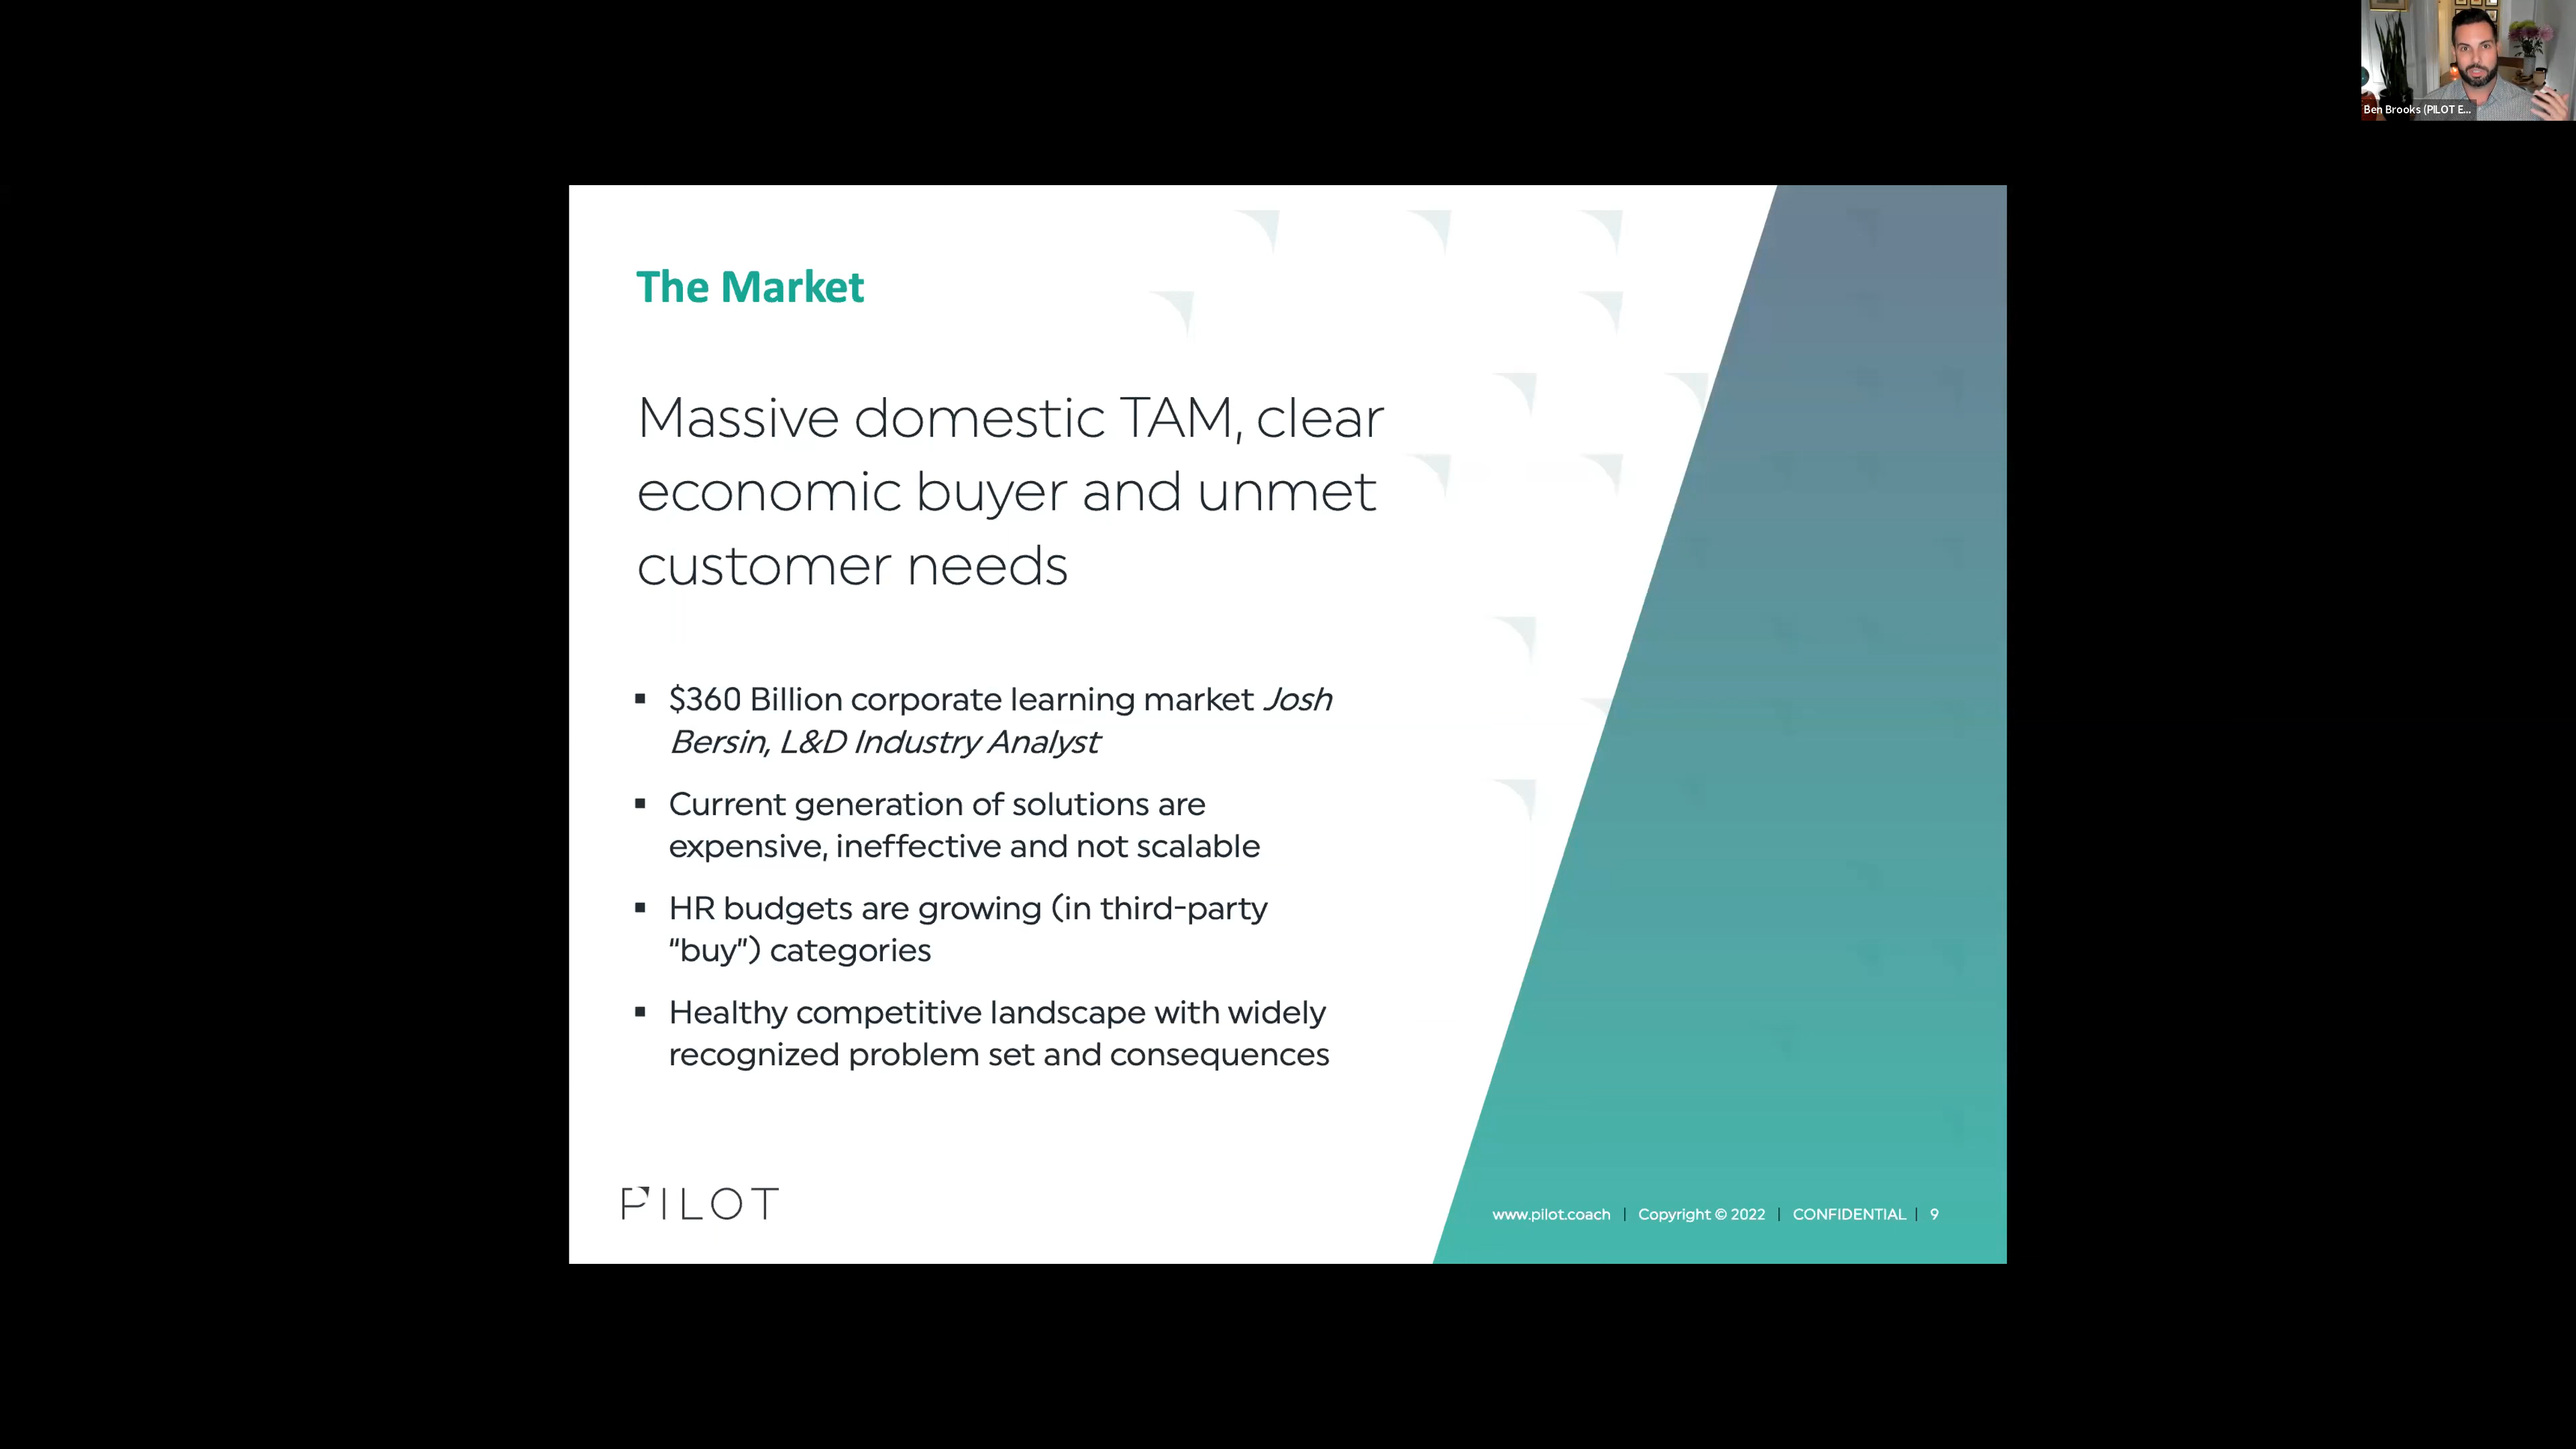 Ben Brooks (PILOT E...
The Market
Massive domestic TAM, clear
economic buyer and unmet
customer needs
▪ $360 Billion corporate learning market Josh
Bersin, L&D Industry Analyst
▪ Current generation of solutions are
expensive, ineffective and not scalable
▪ HR budgets are growing (in third-party
“buy”) categories
▪ Healthy competitive landscape with widely
recognized problem set and consequences
PILOT
www.pilot.coach | Copyright © 2022 | CONFIDENTIAL | 9